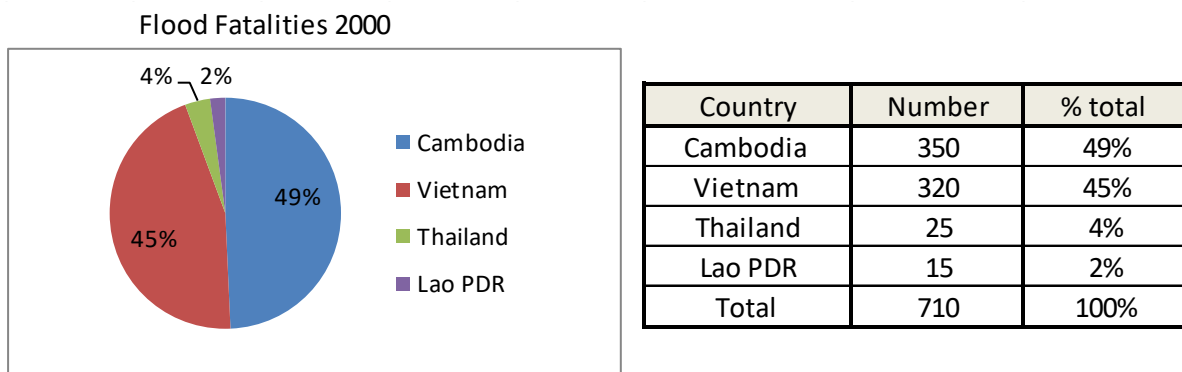 Flood Fatalities 2000
4% 2%
49%
45%
Cambodia
Vietnam
Thailand
Lao PDR
Country Number % total
Cambodia 350 49%
Vietnam 320 45%
Thailand 25 4%
Lao PDR 15 2%
Total 710 100%